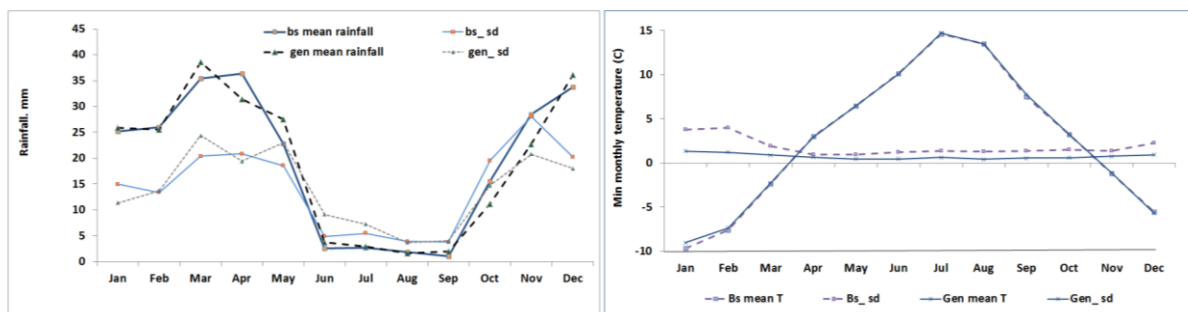 45
40
35
30
25
20
15
10
5
0
Rainfall. mm
bs mean rainfall
bs_ sd
gen mean rainfall
gen_ sd
Jan Feb Mar Apr May Jun Jul Aug Sep Oct Nov Dec
15
10
5
0
-5
-10
Min monthly temperature (C)
Jan Feb Mar Apr May Jun Jul Aug Sep Oct Nov Dec
Bs mean T Bs_ sd Gen mean T Gen_ sd